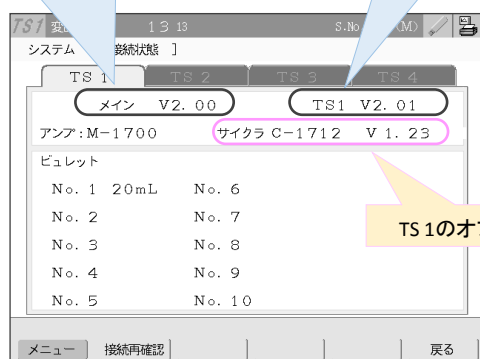 TS1 変 13 13 S.No (M)
システム 接続状態 ]
TS 1 TS 2 TS 3 TS 4
メイン V2. 00 TS1 V2. 01
アンプ:M−1700 サイクラ C−1712 V 1. 23
ビュレット
No. 1 20mL No. 6
No. 2 No. 7
No. 3 No. 8
No. 4 No. 9
No. 5 No. 10
TS 1のオプ
メニュー 接続再確認 戻る